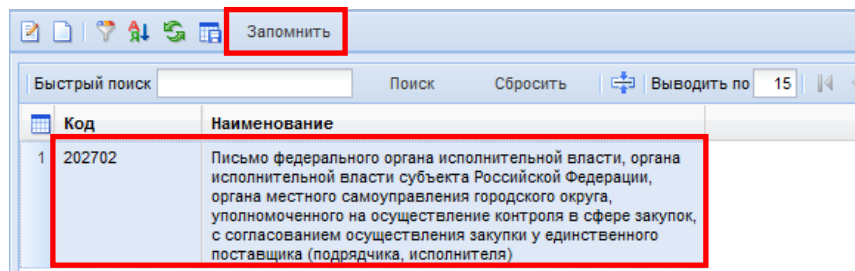 Запомнить
Быстрый поиск Поиск Сбросить Выводить по 15
Код Наименование
1 202702 Письмо федерального органа исполнительной власти, органа
исполнительной власти субъекта Российской Федерации,
органа местного самоуправления городского округа,
уполномоченного на осуществление контроля в сфере закупок,
с согласованием осуществления закупки у единственного
поставщика (подрядчика, исполнителя)